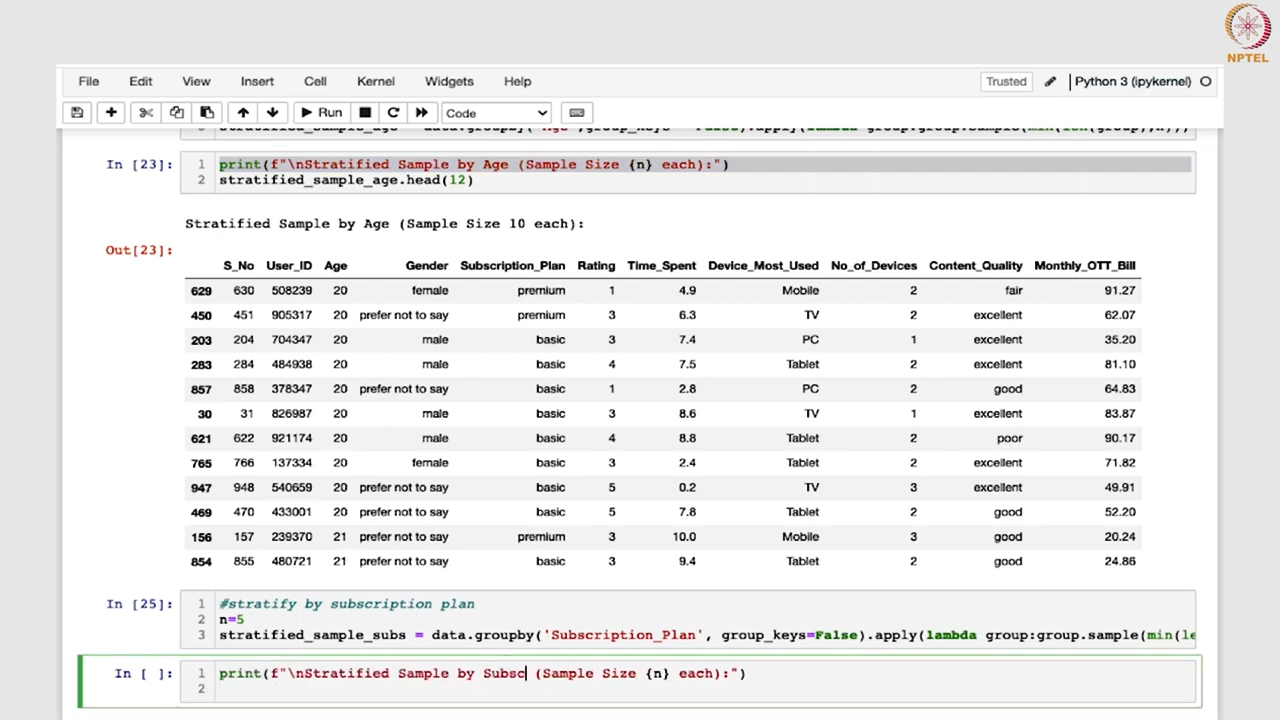 NPTEL
File Edit View Insert Cell Kernel Widgets Help Trusted Python 3 (ipykernel)
Run Code
In [23]: 1 print(f"\nStratified Sample by Age (Sample Size {n} each):")
2 stratified_sample_age.head(12)
Stratified Sample by Age (Sample Size 10 each):
Out[23]:
S_No User_ID Age Gender Subscription_Plan Rating Time_Spent Device_Most_Used No_of_Devices Content_Quality Monthly_OTT_Bill
629 630 508239 20 female premium 1 4.9 Mobile 2 fair 91.27
450 451 905317 20 prefer not to say premium 3 6.3 TV 2 excellent 62.07
203 204 704347 20 male basic 3 7.4 PC 1 excellent 35.20
283 284 484938 20 male basic 4 7.5 Tablet 2 excellent 81.10
857 858 378347 20 prefer not to say basic 1 2.8 PC 2 good 64.83
30 31 826987 20 male basic 3 8.6 TV 1 excellent 83.87
621 622 921174 20 male basic 4 8.8 Tablet 2 poor 90.17
765 766 137334 20 female basic 3 2.4 Tablet 2 excellent 71.82
947 948 540659 20 prefer not to say basic 5 0.2 TV 3 excellent 49.91
469 470 433001 20 prefer not to say basic 5 7.8 Tablet 2 good 52.20
156 157 239370 21 prefer not to say premium 3 10.0 Mobile 3 good 20.24
854 855 480721 21 prefer not to say basic 3 9.4 Tablet 2 good 24.86
In [25]: 1 #stratify by subscription plan
2 n=5
3 stratified_sample_subs = data.groupby('Subscription_Plan', group_keys=False).apply(lambda group:group.sample(min(le
In [ ]: 1 print(f"\nStratified Sample by Subsc (Sample Size {n} each):")
2